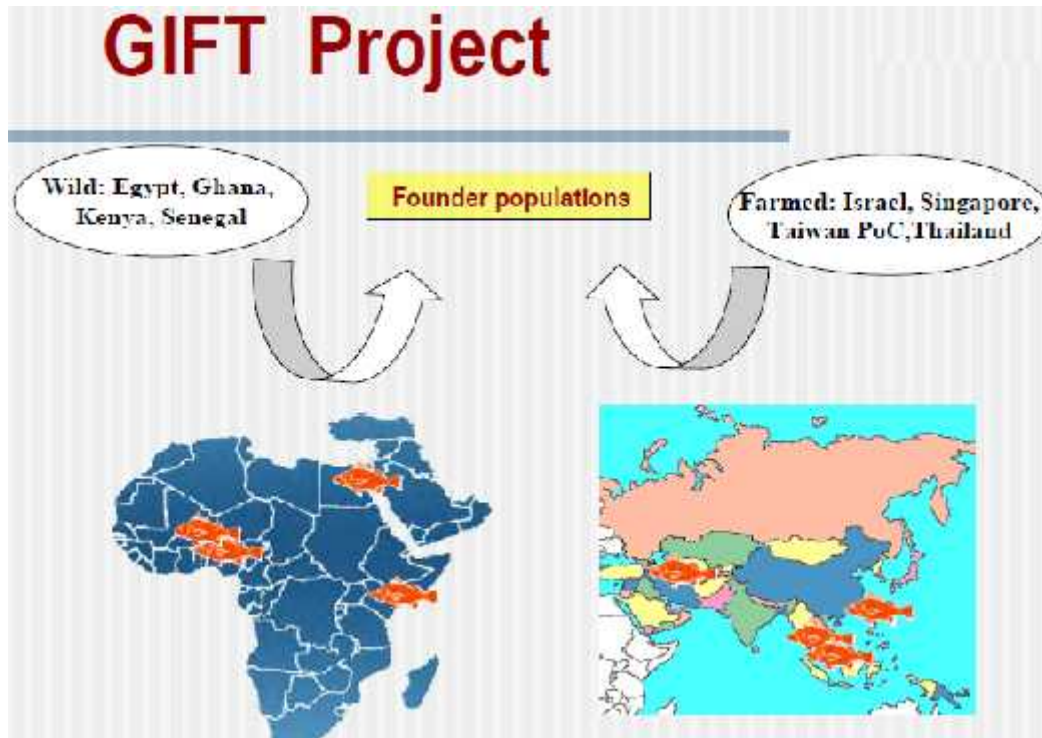 GIFT Project
Wild: Egypt, Ghana,
Kenya, Senegal
Founder populations
Farmed: Israel, Singapore,
Taiwan PoC,Thailand